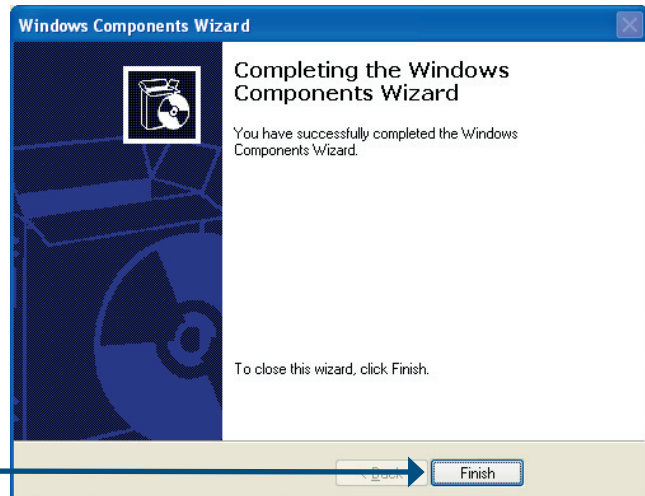 Windows Components Wizard
Completing the Windows
Components Wizard
You have successfully completed the Windows
Components Wizard.
To close this wizard, click Finish.
< Back
Finish